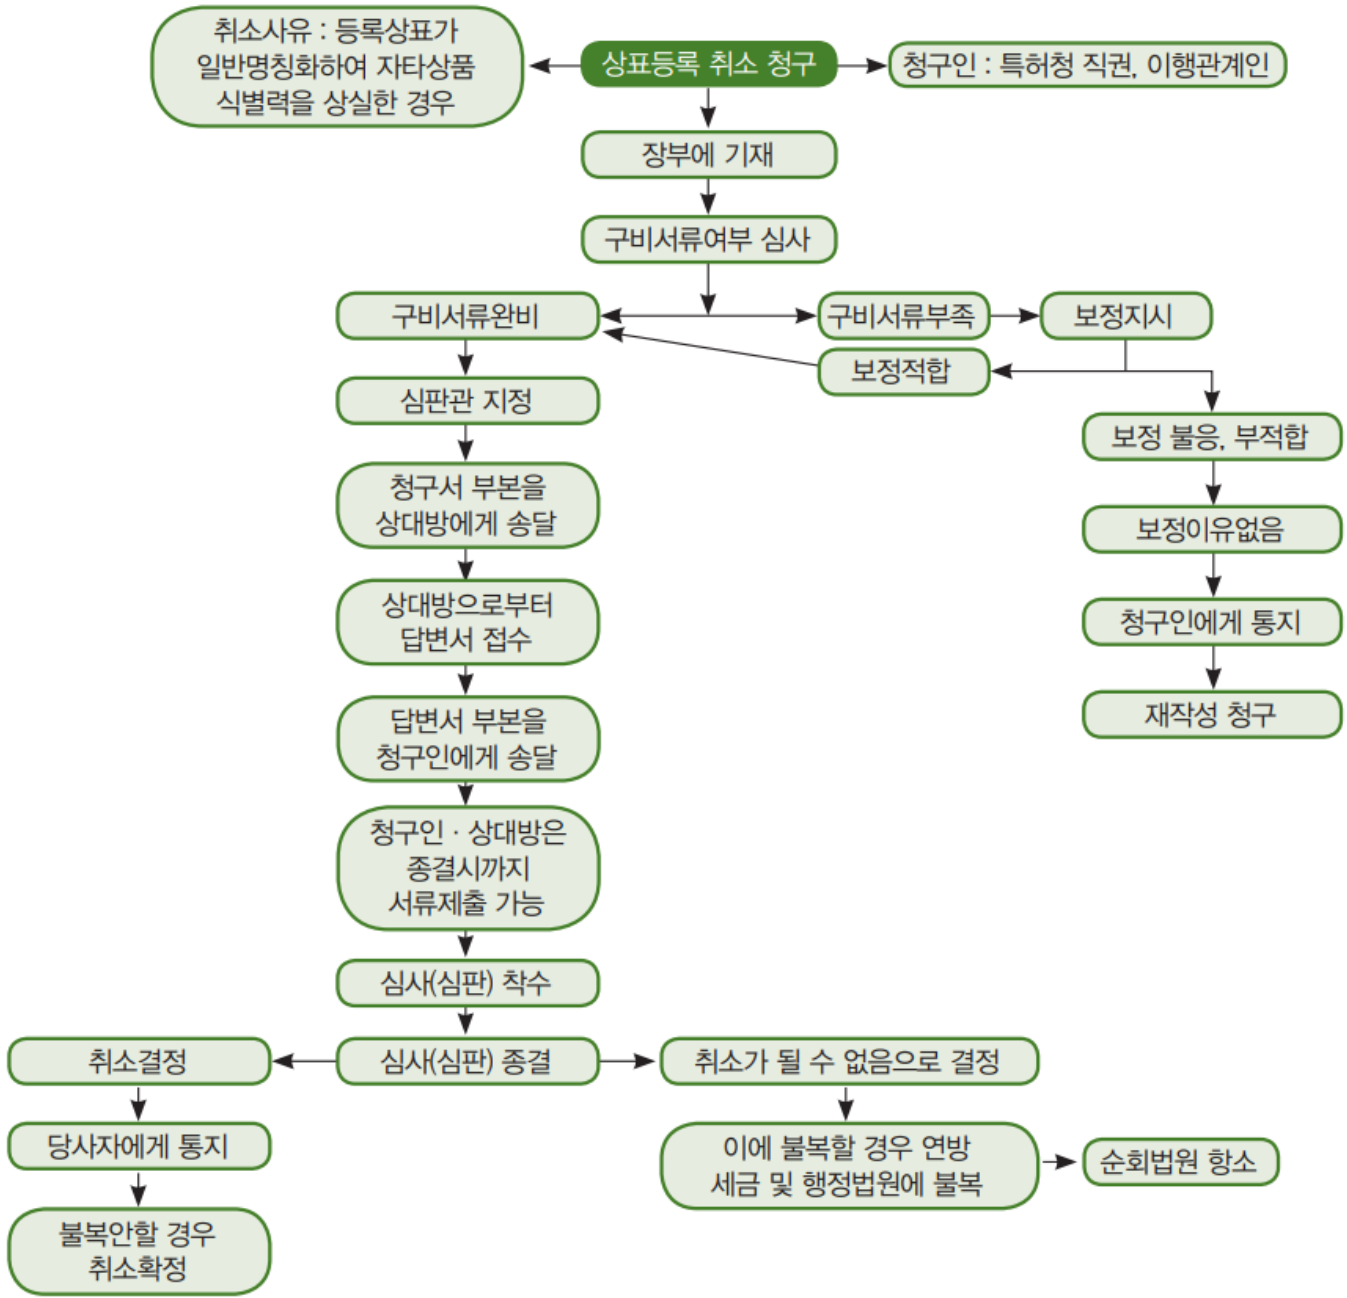 취소사유 : 등록상표가
일반명칭화하여 자타상품
식별력을 상실한 경우
상표등록 취소 청구
청구인 : 특허청 직권, 이행관계인
장부에 기재
구비서류여부 심사
구비서류완비
구비서류부족
보정지시
보정적합
심판관 지정
보정 불응, 부적합
청구서 부본을
상대방에게 송달
보정이유없음
상대방으로부터
답변서 접수
청구인에게 통지
답변서 부본을
청구인에게 송달
재작성 청구
청구인 · 상대방은
종결시까지
서류제출 가능
심사(심판) 착수
취소결정
심사(심판) 종결
취소가 될 수 없음으로 결정
당사자에게 통지
이에 불복할 경우 연방
세금 및 행정법원에 불복
순회법원 항소
불복안할 경우
취소확정